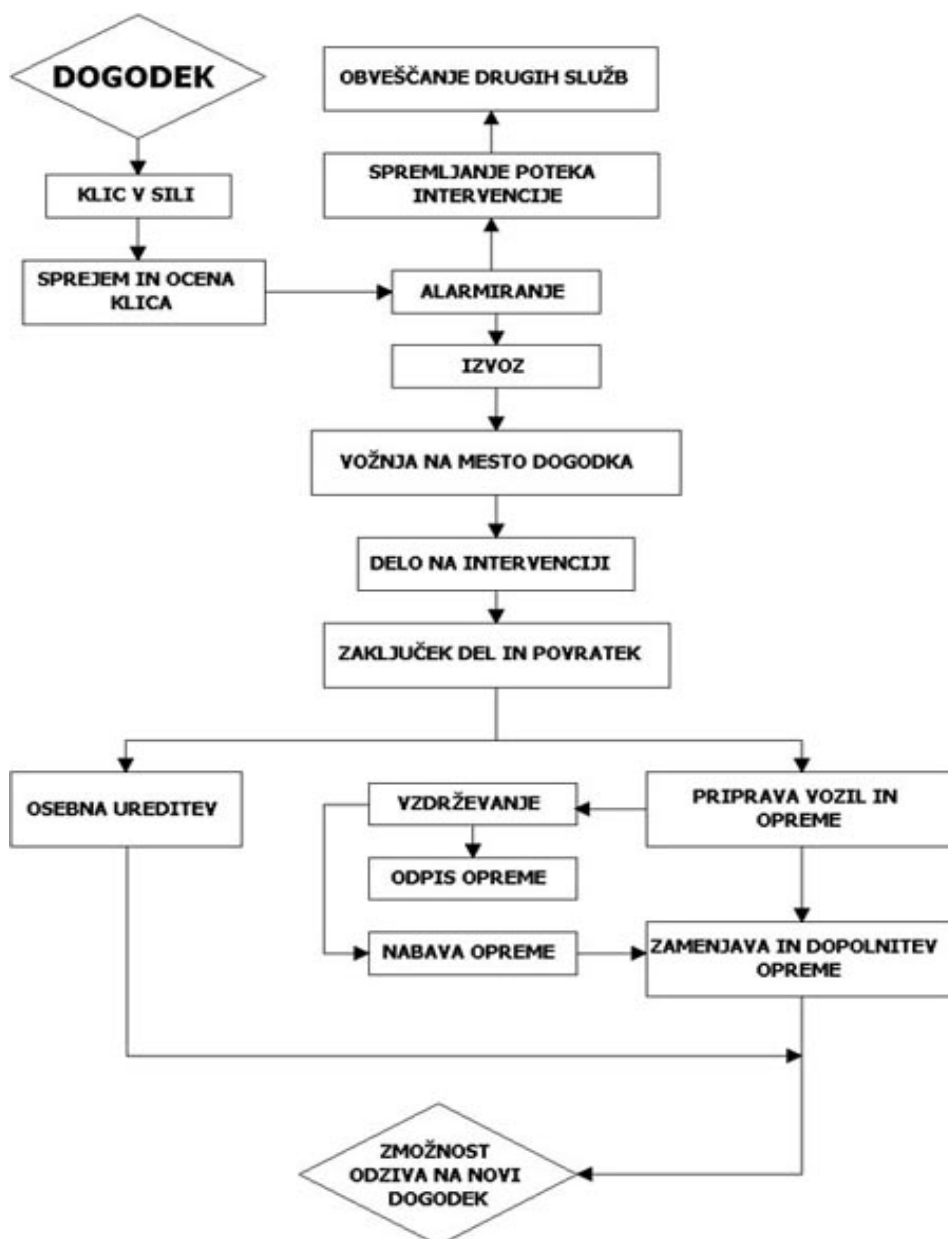 DOGODEK
OBVEŠČANJE DRUGIH SLUŽB
KLIC V SILI
SPREMLJANJE POTEKA
INTERVENCIJE
SPREJEM IN OCENA
KLICA
ALARMIRANJE
IZVOZ
VOŽNJA NA MESTO DOGODKA
DELO NA INTERVENCIJI
ZAKLJUČEK DEL IN POVRATEK
OSEBNA UREDITEV
VZDRŽEVANJE
PRIPRAVA VOZIL IN
OPREME
ODPIS OPREME
NABAVA OPREME
ZAMENJAVA IN DOPOLNITEV
OPREME
ZMOŽNOST
ODZIVA NA NOVI
DOGODEK